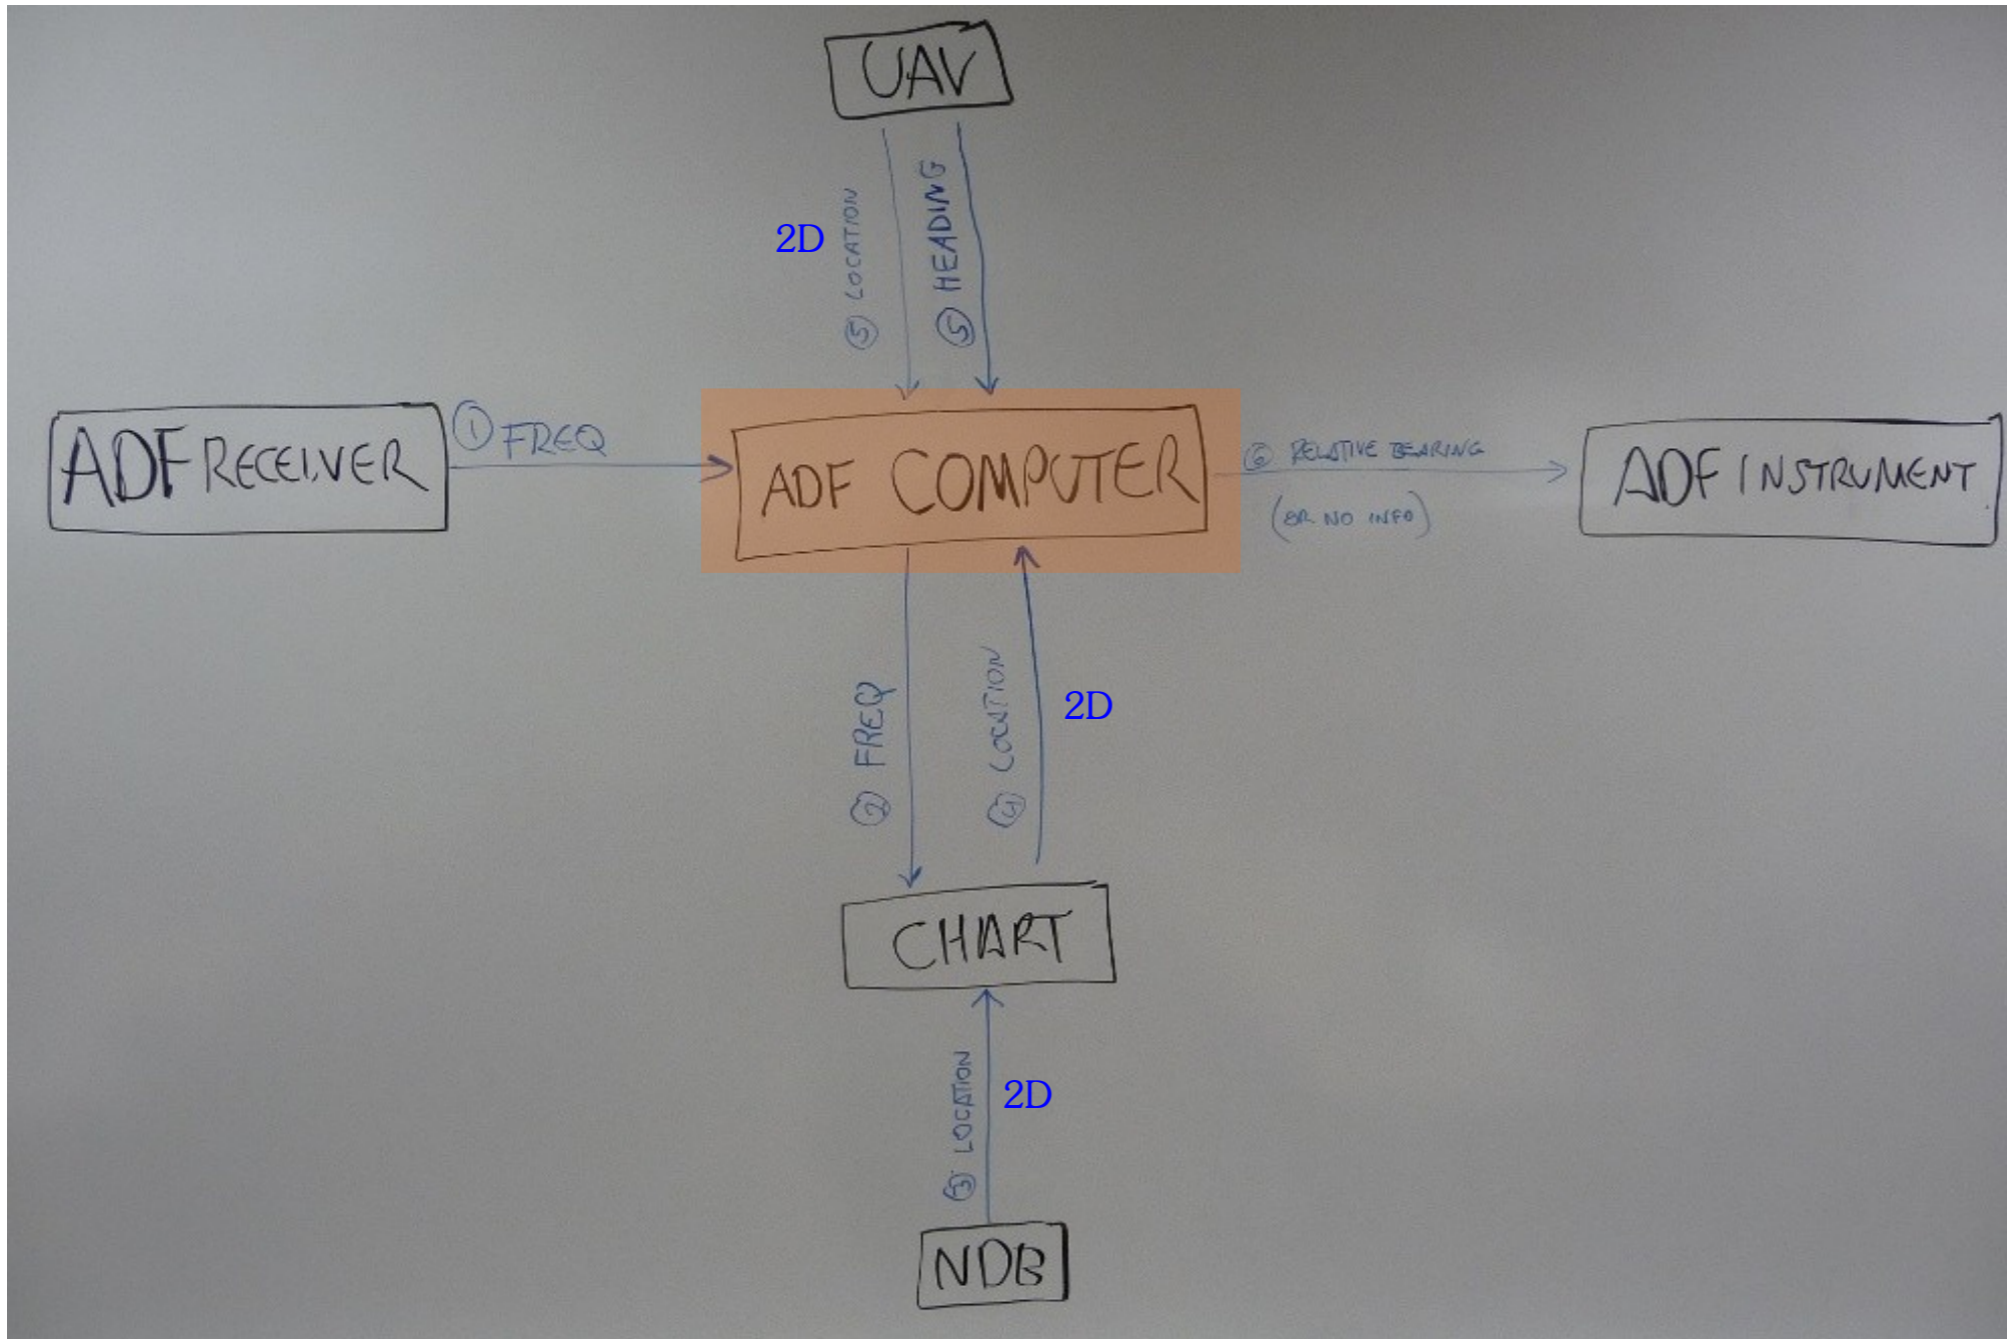 UAV
2D
⑤ LOCATION
⑤ HEADING
ADF RECEIVER
① FREQ
ADF COMPUTER
⑥ RELATIVE BEARING
(OR NO INFO)
ADF INSTRUMENT
② FREQ
④ LOCATION
2D
CHART
③ LOCATION
2D
NDB